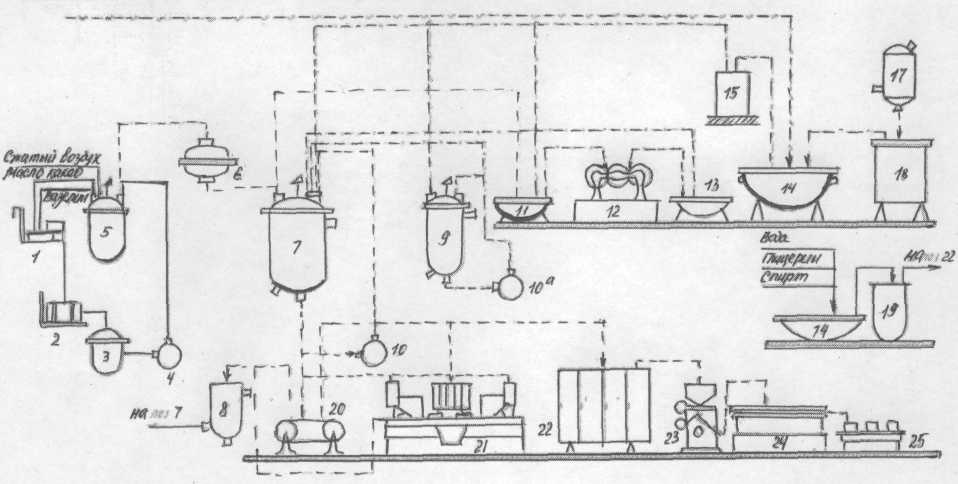 17
15
Сжатый воздух
Масло какао
Вазелин
6
5
7
9
11
12
13
14
18
1
10а
Вода
Глицерин
Спирт
на поз 22
19
14
2
3
4
10
на поз 7
8
20
21
22
23
24
25